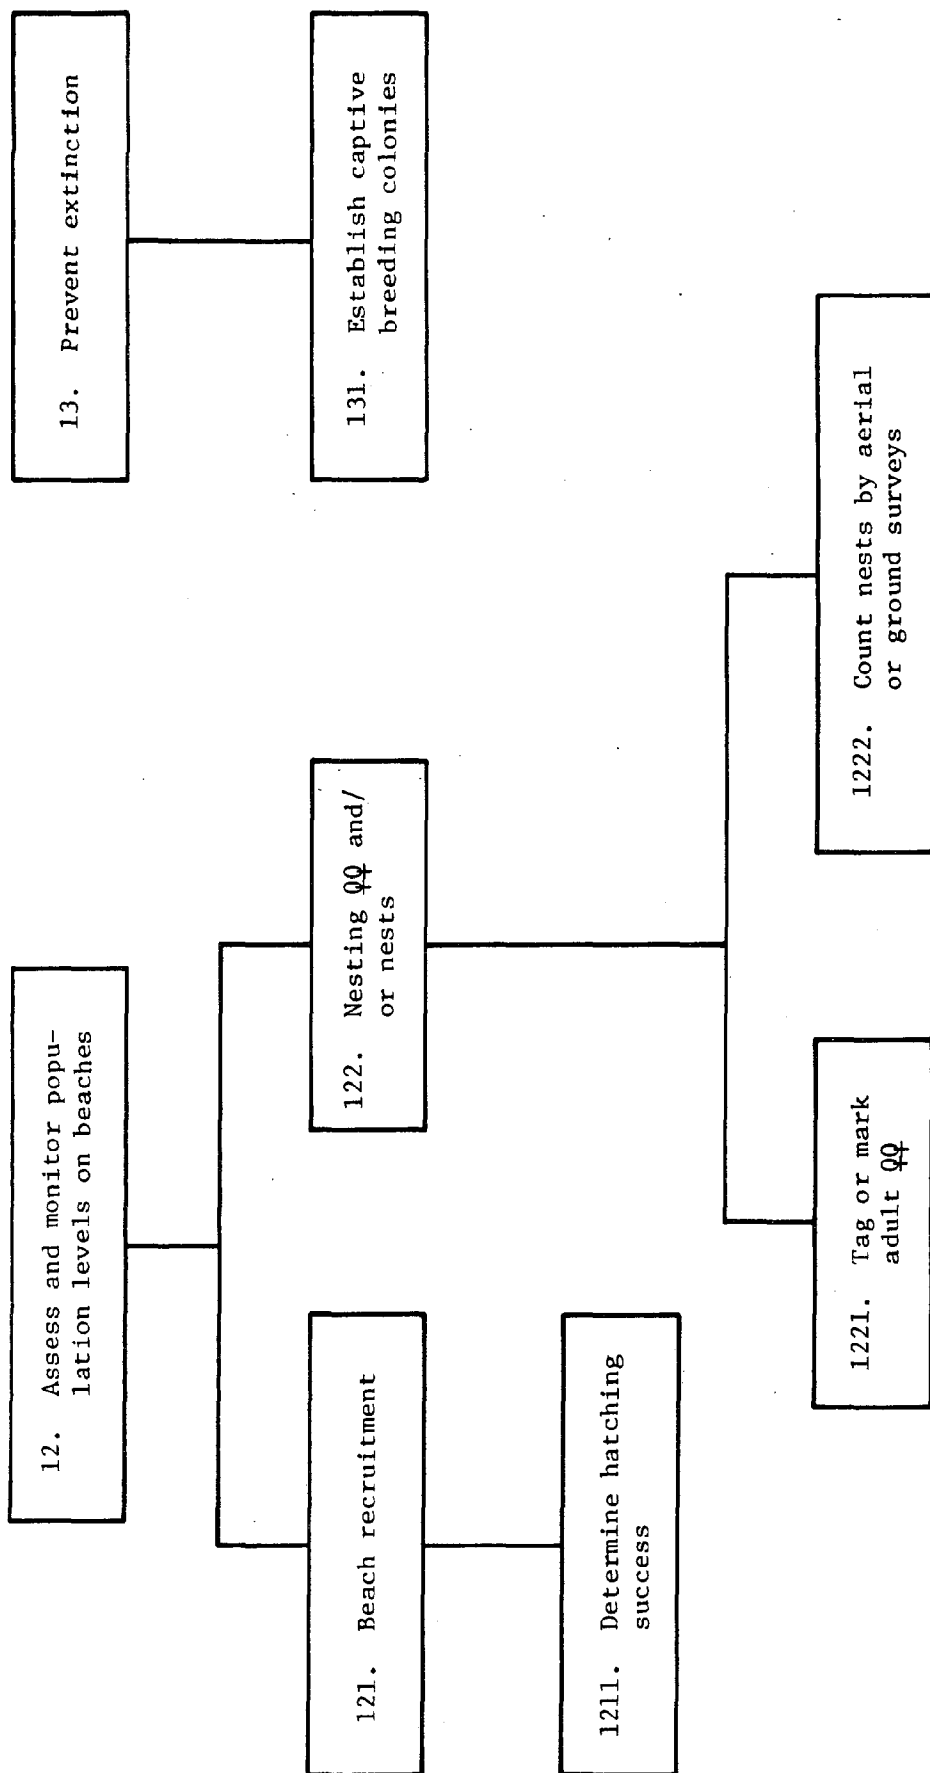 12. Assess and monitor popu-
lation levels on beaches
13. Prevent extinction
121. Beach recruitment
122. Nesting ♀♀ and/
or nests
131. Establish captive
breeding colonies
1211. Determine hatching
success
1221. Tag or mark
adult ♀♀
1222. Count nests by aerial
or ground surveys